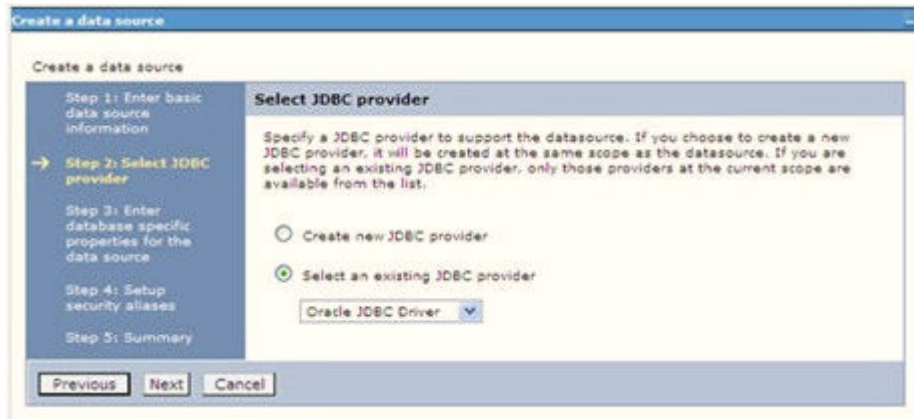 Create a data source
Create a data source
Step 1: Enter basic
data source
information
Step 2: Select JDBC
provider
Step 3: Enter
database specific
properties for the
data source
Step 4: Setup
security aliases
Step 5: Summary
Select JDBC provider
Specify a JDBC provider to support the datasource. If you choose to create a new
JDBC provider, it will be created at the same scope as the datasource. If you are
selecting an existing JDBC provider, only those providers at the current scope are
available from the list.
Create new JDBC provider
Select an existing JDBC provider
Oracle JDBC Driver
Previous Next Cancel